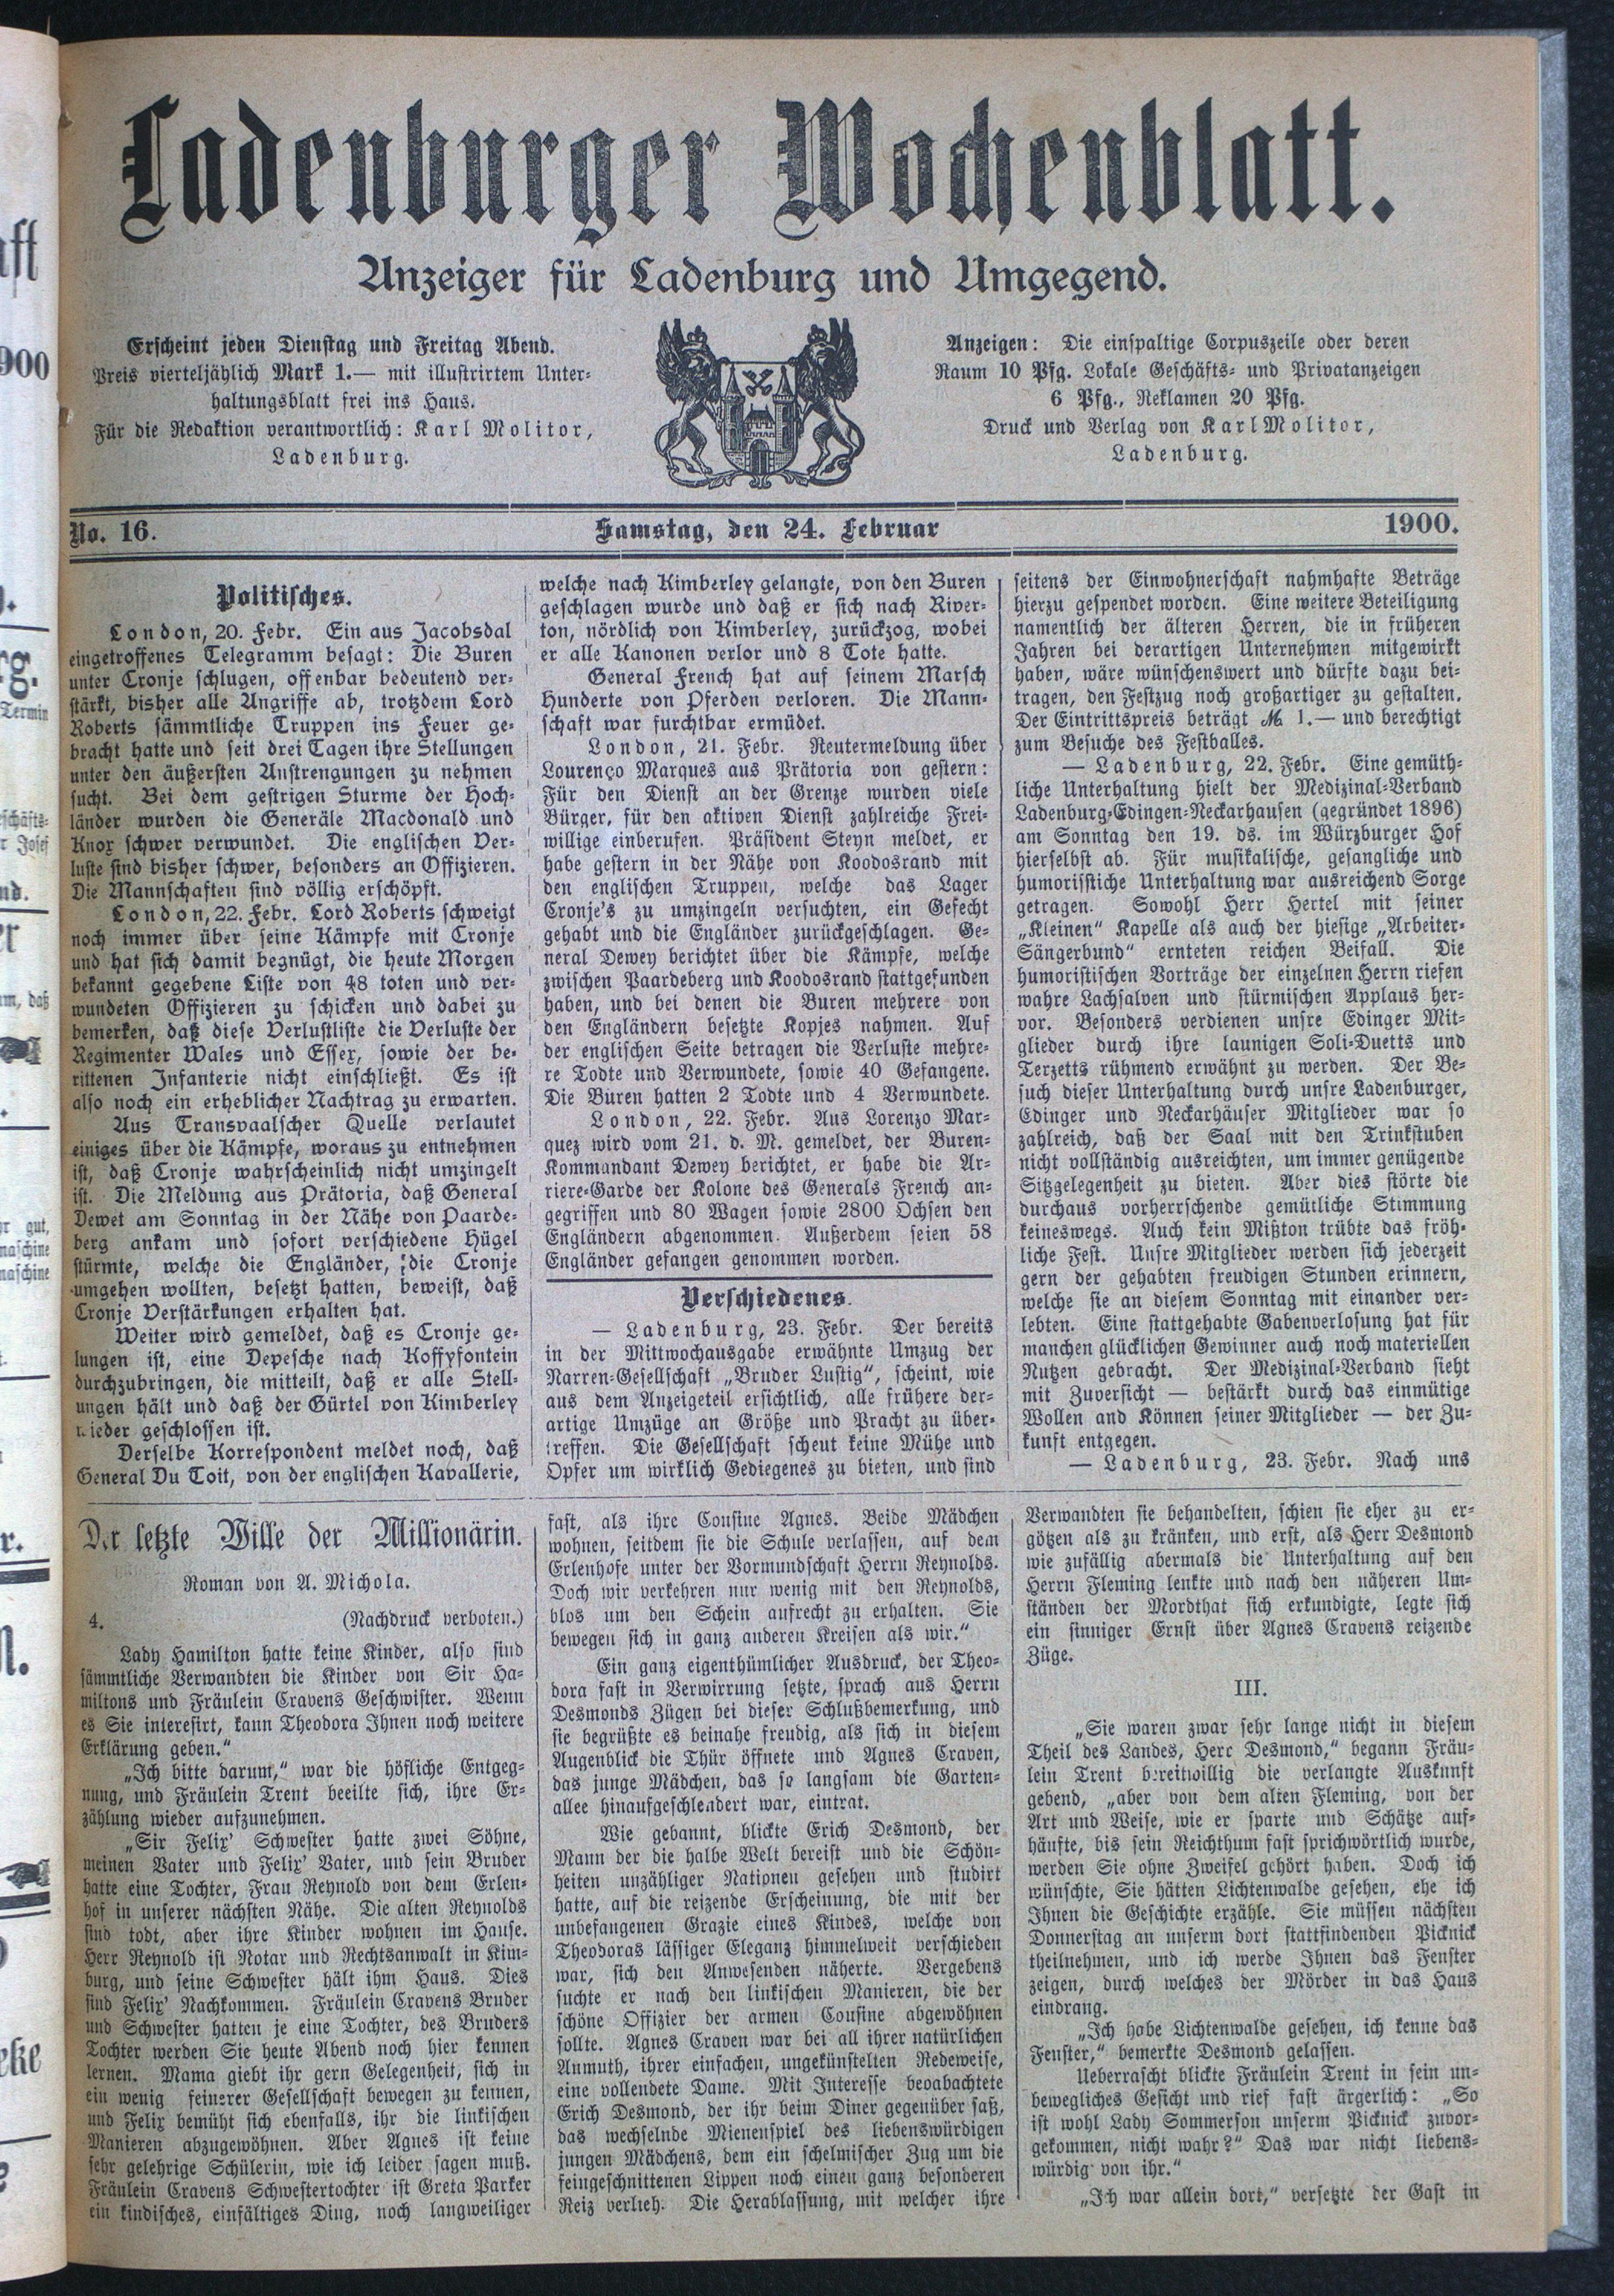 Ladenburger Wochenblatt.
Anzeiger für Ladenburg und Umgegend.
Erscheint jeden Dienstag und Freitag Abend.
Preis vierteljählich Mark 1.— mit illustrirtem Unter-
haltungsblatt frei ins Haus.
Für die Redaktion verantwortlich: Karl Molitor,
Ladenburg.
Anzeigen: Die einspaltige Corpuszeile oder deren
Raum 10 Pfg. Lokale Geschäfts- und Privatanzeigen
6 Pfg., Reklamen 20 Pfg.
Druck und Verlag von Karl Molitor,
Ladenburg.
No. 16.
Samstag, den 24. Februar
1900.
Politisches.
London, 20. Febr. Ein aus Jacobsdal
eingetroffenes Telegramm besagt: Die Buren
unter Cronje schlugen, offenbar bedeutend ver-
stärkt, bisher alle Angriffe ab, trotzdem Lord
Roberts sämmtliche Truppen ins Feuer ge-
bracht hatte und seit drei Tagen ihre Stellungen
unter den äußersten Anstrengungen zu nehmen
sucht. Bei dem gestrigen Sturme der Hoch-
länder wurden die Generäle Macdonald und
Knox schwer verwundet. Die englischen Ver-
luste sind bisher schwer, besonders an Offizieren.
Die Mannschaften sind völlig erschöpft.
London, 22. Febr. Lord Roberts schweigt
noch immer über seine Kämpfe mit Cronje
und hat sich damit begnügt, die heute Morgen
bekannt gegebene Liste von 48 toten und ver-
wundeten Offizieren zu schicken und dabei zu
bemerken, daß diese Verlustliste die Verluste der
Regimenter Wales und Essex, sowie der be-
rittenen Infanterie nicht einschließt. Es ist
also noch ein erheblicher Nachtrag zu erwarten.
Aus Transvaalscher Quelle verlautet
einiges über die Kämpfe, woraus zu entnehmen
ist, daß Cronje wahrscheinlich nicht umzingelt
ist. Die Meldung aus Prätoria, daß General
Dewet am Sonntag in der Nähe von Paarde-
berg ankam und sofort verschiedene Hügel
stürmte, welche die Engländer, die Cronje
umgehen wollten, besetzt hatten, beweist, daß
Cronje Verstärkungen erhalten hat.
Weiter wird gemeldet, daß es Cronje ge-
lungen ist, eine Depesche nach Koffyfontein
durchzubringen, die mitteilt, daß er alle Stell-
ungen hält und daß der Gürtel von Kimberley
wieder geschlossen ist.
Derselbe Korrespondent meldet noch, daß
General Du Toit, von der englischen Kavallerie,
welche nach Kimberley gelangte, von den Buren
geschlagen wurde und daß er sich nach River-
ton, nördlich von Kimberley, zurückzog, wobei
er alle Kanonen verlor und 8 Tote hatte.
General French hat auf seinem Marsch
Hunderte von Pferden verloren. Die Mann-
schaft war furchtbar ermüdet.
London, 21. Febr. Reutermeldung über
Lourenço Marques aus Prätoria von gestern:
Für den Dienst an der Grenze wurden viele
Bürger, für den aktiven Dienst zahlreiche Frei-
willige einberufen. Präsident Steyn meldet, er
habe gestern in der Nähe von Koodosrand mit
den englischen Truppen, welche das Lager
Cronje's zu umzingeln versuchten, ein Gefecht
gehabt und die Engländer zurückgeschlagen. Ge-
neral Dewey berichtet über die Kämpfe, welche
zwischen Paardeberg und Koodosrand stattgefunden
haben, und bei denen die Buren mehrere von
den Engländern besetzte Kopjes nahmen. Auf
der englischen Seite betragen die Verluste mehre-
re Todte und Verwundete, sowie 40 Gefangene.
Die Buren hatten 2 Todte und 4 Verwundete.
London, 22. Febr. Aus Lorenzo Mar-
quez wird vom 21. d. M. gemeldet, der Buren-
Kommandant Dewey berichtet, er habe die Ar-
riere-Garde der Kolone des Generals French an-
gegriffen und 80 Wagen sowie 2800 Ochsen den
Engländern abgenommen. Außerdem seien 58
Engländer gefangen genommen worden.
Verschiedenes.
— Ladenburg, 23. Febr. Der bereits
in der Mittwochausgabe erwähnte Umzug der
Narren-Gesellschaft „Bruder Lustig“, scheint, wie
aus dem Anzeigeteil ersichtlich, alle frühere der-
artige Umzüge an Größe und Pracht zu über-
treffen. Die Gesellschaft scheut keine Mühe und
Opfer um wirklich Gediegenes zu bieten, und sind
seitens der Einwohnerschaft nahmhafte Beträge
hierzu gespendet worden. Eine weitere Beteiligung
namentlich der älteren Herren, die in früheren
Jahren bei derartigen Unternehmen mitgewirkt
haben, wäre wünschenswert und dürfte dazu bei-
tragen, den Festzug noch großartiger zu gestalten.
Der Eintrittspreis beträgt ℳ 1.— und berechtigt
zum Besuche des Festballes.
— Ladenburg, 22. Febr. Eine gemüth-
liche Unterhaltung hielt der Medizinal-Verband
Ladenburg-Edingen-Neckarhausen (gegründet 1896)
am Sonntag den 19. ds. im Würzburger Hof
hierselbst ab. Für musikalische, gesangliche und
humorisstiche Unterhaltung war ausreichend Sorge
getragen. Sowohl Herr Hertel mit seiner
„Kleinen“ Kapelle als auch der hiesige „Arbeiter-
Sängerbund“ ernteten reichen Beifall. Die
humoristischen Vorträge der einzelnen Herrn riefen
wahre Lachsalven und stürmischen Applaus her-
vor. Besonders verdienen unsre Edinger Mit-
glieder durch ihre launigen Soli-Duetts und
Terzetts rühmend erwähnt zu werden. Der Be-
such dieser Unterhaltung durch unsre Ladenburger,
Edinger und Neckarhäuser Mitglieder war so
zahlreich, daß der Saal mit den Trinkstuben
nicht vollständig ausreichten, um immer genügende
Sitzgelegenheit zu bieten. Aber dies störte die
durchaus vorherrschende gemütliche Stimmung
keineswegs. Auch kein Mißton trübte das fröh-
liche Fest. Unsre Mitglieder werden sich jederzeit
gern der gehabten freudigen Stunden erinnern,
welche sie an diesem Sonntag mit einander ver-
lebten. Eine stattgehabte Gabenverlosung hat für
manchen glücklichen Gewinner auch noch materiellen
Nutzen gebracht. Der Medizinal-Verband sieht
mit Zuversicht — bestärkt durch das einmütige
Wollen and Können seiner Mitglieder — der Zu-
kunft entgegen.
— Ladenburg, 23. Febr. Nach uns
Der letzte Wille der Millionärin.
Roman von A. Michola.
4.
(Nachdruck verboten.)
Lady Hamilton hatte keine Kinder, also sind
sämmtliche Verwandten die Kinder von Sir Ha-
miltons und Fräulein Cravens Geschwister. Wenn
es Sie interesirt, kann Theodora Ihnen noch weitere
Erklärung geben.“
„Ich bitte darum,“ war die höfliche Entgeg-
nung, und Fräulein Trent beeilte sich, ihre Er-
zählung wieder aufzunehmen.
„Sir Felix' Schwester hatte zwei Söhne,
meinen Vater und Felix' Vater, und sein Bruder
hatte eine Tochter, Frau Reynold von dem Erlen-
hof in unserer nächsten Nähe. Die alten Reynolds
sind todt, aber ihre Kinder wohnen im Hause.
Herr Reynold ist Notar und Rechtsanwalt in Kim-
burg, und seine Schwester hält ihm Haus. Dies
sind Felix' Nachkommen. Fräulein Cravens Bruder
und Schwester hatten je eine Tochter, des Bruders
Tochter werden Sie heute Abend noch hier kennen
lernen. Mama giebt ihr gern Gelegenheit, sich in
ein wenig feinerer Gesellschaft bewegen zu kennen,
und Felix bemüht sich ebenfalls, ihr die linkischen
Manieren abzugewöhnen. Aber Agnes ist keine
sehr gelehrige Schülerin, wie ich leider sagen muß.
Fräulein Cravens Schwestertochter ist Greta Parker
ein kindisches, einfältiges Ding, noch langweiliger
fast, als ihre Cousine Agnes. Beide Mädchen
wohnen, seitdem sie die Schule verlassen, auf dem
Erlenhofe unter der Vormundschaft Herrn Reynolds.
Doch wir verkehren nur wenig mit den Reynolds,
blos um den Schein aufrecht zu erhalten. Sie
bewegen sich in ganz anderen Kreisen als wir.“
Ein ganz eigenthümlicher Ausdruck, der Theo-
dora fast in Verwirrung setzte, sprach aus Herrn
Desmonds Zügen bei dieser Schlußbemerkung, und
sie begrüßte es beinahe freudig, als sich in diesem
Augenblick die Thür öffnete und Agnes Craven,
das junge Mädchen, das so langsam die Garten-
allee hinaufgeschlendert war, eintrat.
Wie gebannt, blickte Erich Desmond, der
Mann der die halbe Welt bereist und die Schön-
heiten unzähliger Nationen gesehen und studirt
hatte, auf die reizende Erscheinung, die mit der
unbefangenen Grazie eines Kindes, welche von
Theodoras lässiger Eleganz himmelweit verschieden
war, sich den Anwesenden näherte. Vergebens
suchte er nach den linkischen Manieren, die der
schöne Offizier der armen Cousine abgewöhnen
sollte. Agnes Craven war bei all ihrer natürlichen
Anmuth, ihrer einfachen, ungekünstelten Redeweise,
eine vollendete Dame. Mit Interesse beobabachtete
Erich Desmond, der ihr beim Diner gegenüber saß,
das wechselnde Mienenspiel des liebenswürdigen
jungen Mädchens, dem ein schelmischer Zug um die
feingeschnittenen Lippen noch einen ganz besonderen
Reiz verlieh. Die Herablassung, mit welcher ihre
Verwandten sie behandelten, schien sie eher zu er-
götzen als zu kränken, und erst, als Herr Desmond
wie zufällig abermals die Unterhaltung auf den
Herrn Fleming lenkte und nach den näheren Um-
ständen der Mordthat sich erkundigte, legte sich
ein sinniger Ernst über Agnes Cravens reizende
Züge.
III.
„Sie waren zwar sehr lange nicht in diesem
Theil des Landes, Herr Desmond,“ begann Fräu-
lein Trent bereitwillig die verlangte Auskunft
gebend, „aber von dem alten Fleming, von der
Art und Weise, wie er sparte und Schätze auf-
häufte, bis sein Reichthum fast sprichwörtlich wurde,
werden Sie ohne Zweifel gehört haben. Doch ich
wünschte, Sie hätten Lichtenwalde gesehen, ehe ich
Ihnen die Geschichte erzähle. Sie müssen nächsten
Donnerstag an unserm dort stattfindenden Picknick
theilnehmen, und ich werde Ihnen das Fenster
zeigen, durch welches der Mörder in das Haus
eindrang.
„Ich habe Lichtenwalde gesehen, ich kenne das
Fenster,“ bemerkte Desmond gelassen.
Ueberrascht blickte Fräulein Trent in sein un-
bewegliches Gesicht und rief fast ärgerlich: „So
ist wohl Lady Sommerson unserm Picknick zuvor-
gekommen, nicht wahr?“ Das war nicht liebens-
würdig von ihr.“
„Ich war allein dort,“ versetzte der Gast in